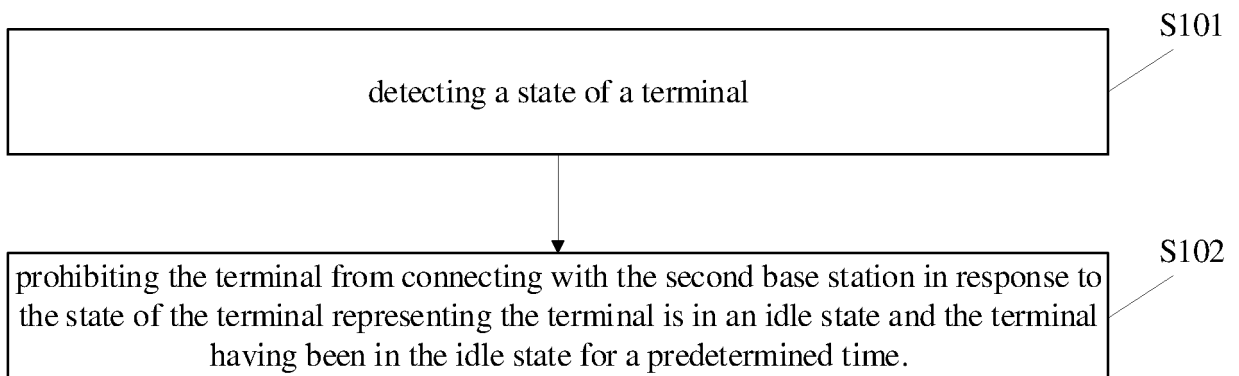 S101
detecting a state of a terminal
S102
prohibiting the terminal from connecting with the second base station in response to
the state of the terminal representing the terminal is in an idle state and the terminal
having been in the idle state for a predetermined time.